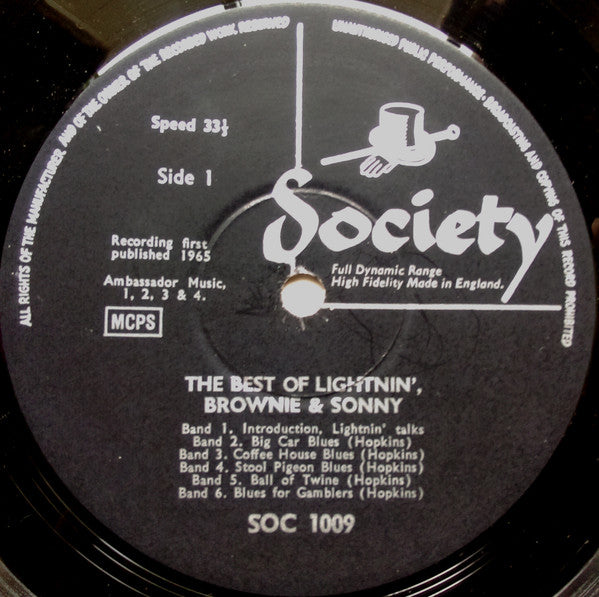 ALL RIGHTS OF THE MANUFACTURER AND OF THE OWNER OF THE RECORDED WORK RESERVED
UNAUTHORISED PUBLIC PERFORMANCE, BROADCASTING AND COPYING OF THIS RECORD PROHIBITED
Speed 33⅓
Side 1
Society
Recording first
published 1965
Full Dynamic Range
High Fidelity Made in England.
Ambassador Music,
1, 2, 3 & 4.
MCPS
THE BEST OF LIGHTNIN',
BROWNIE & SONNY
Band 1. Introduction, Lightnin' talks
Band 2. Big Car Blues (Hopkins)
Band 3. Coffee House Blues (Hopkins)
Band 4. Stool Pigeon Blues (Hopkins)
Band 5. Ball of Twine (Hopkins)
Band 6. Blues for Gamblers (Hopkins)
SOC 1009